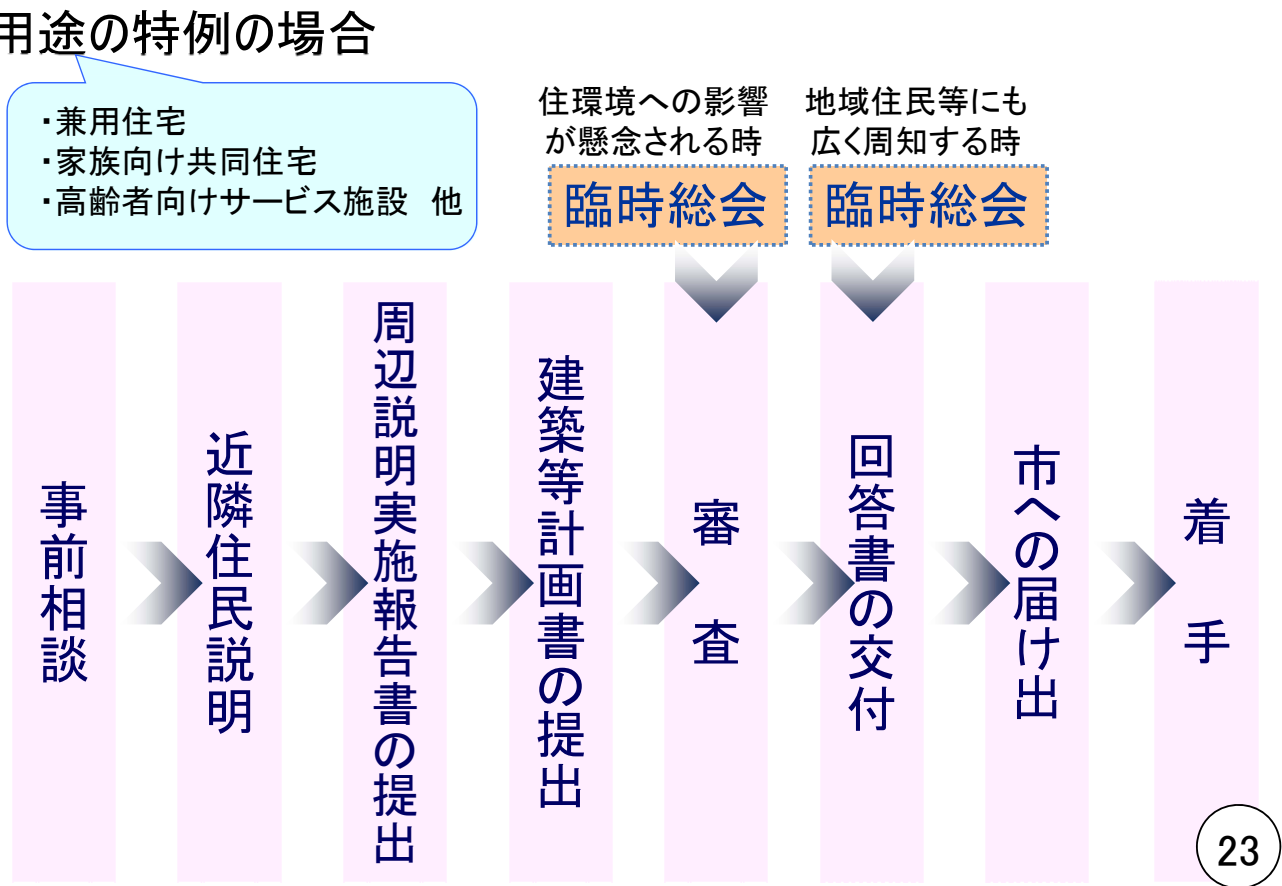 用途の特例の場合
・兼用住宅
・家族向け共同住宅
・高齢者向けサービス施設　他
住環境への影響
が懸念される時
臨時総会
地域住民等にも
広く周知する時
臨時総会
事前相談
近隣住民説明
周辺説明実施報告書の提出
建築等計画書の提出
審査
回答書の交付
市への届け出
着手
23